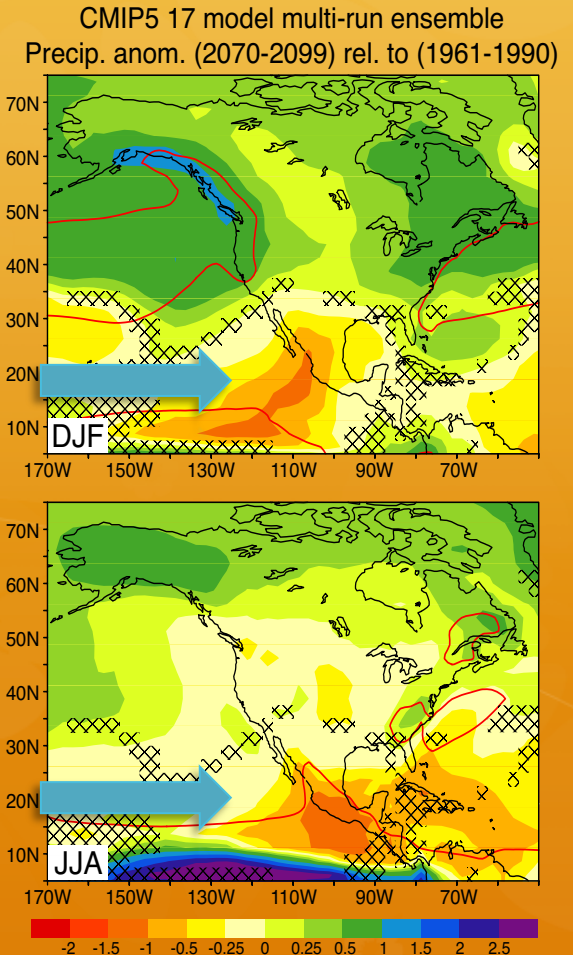 CMIP5 17 model multi-run ensemble
Precip. anom. (2070-2099) rel. to (1961-1990)
70N
60N
50N
40N
30N
20N
10N
DJF
170W 150W 130W 110W 90W 70W
70N
60N
50N
40N
30N
20N
10N
JJA
170W 150W 130W 110W 90W 70W
-2 -1.5 -1 -0.5 -0.25 0 0.25 0.5 1 1.5 2 2.5